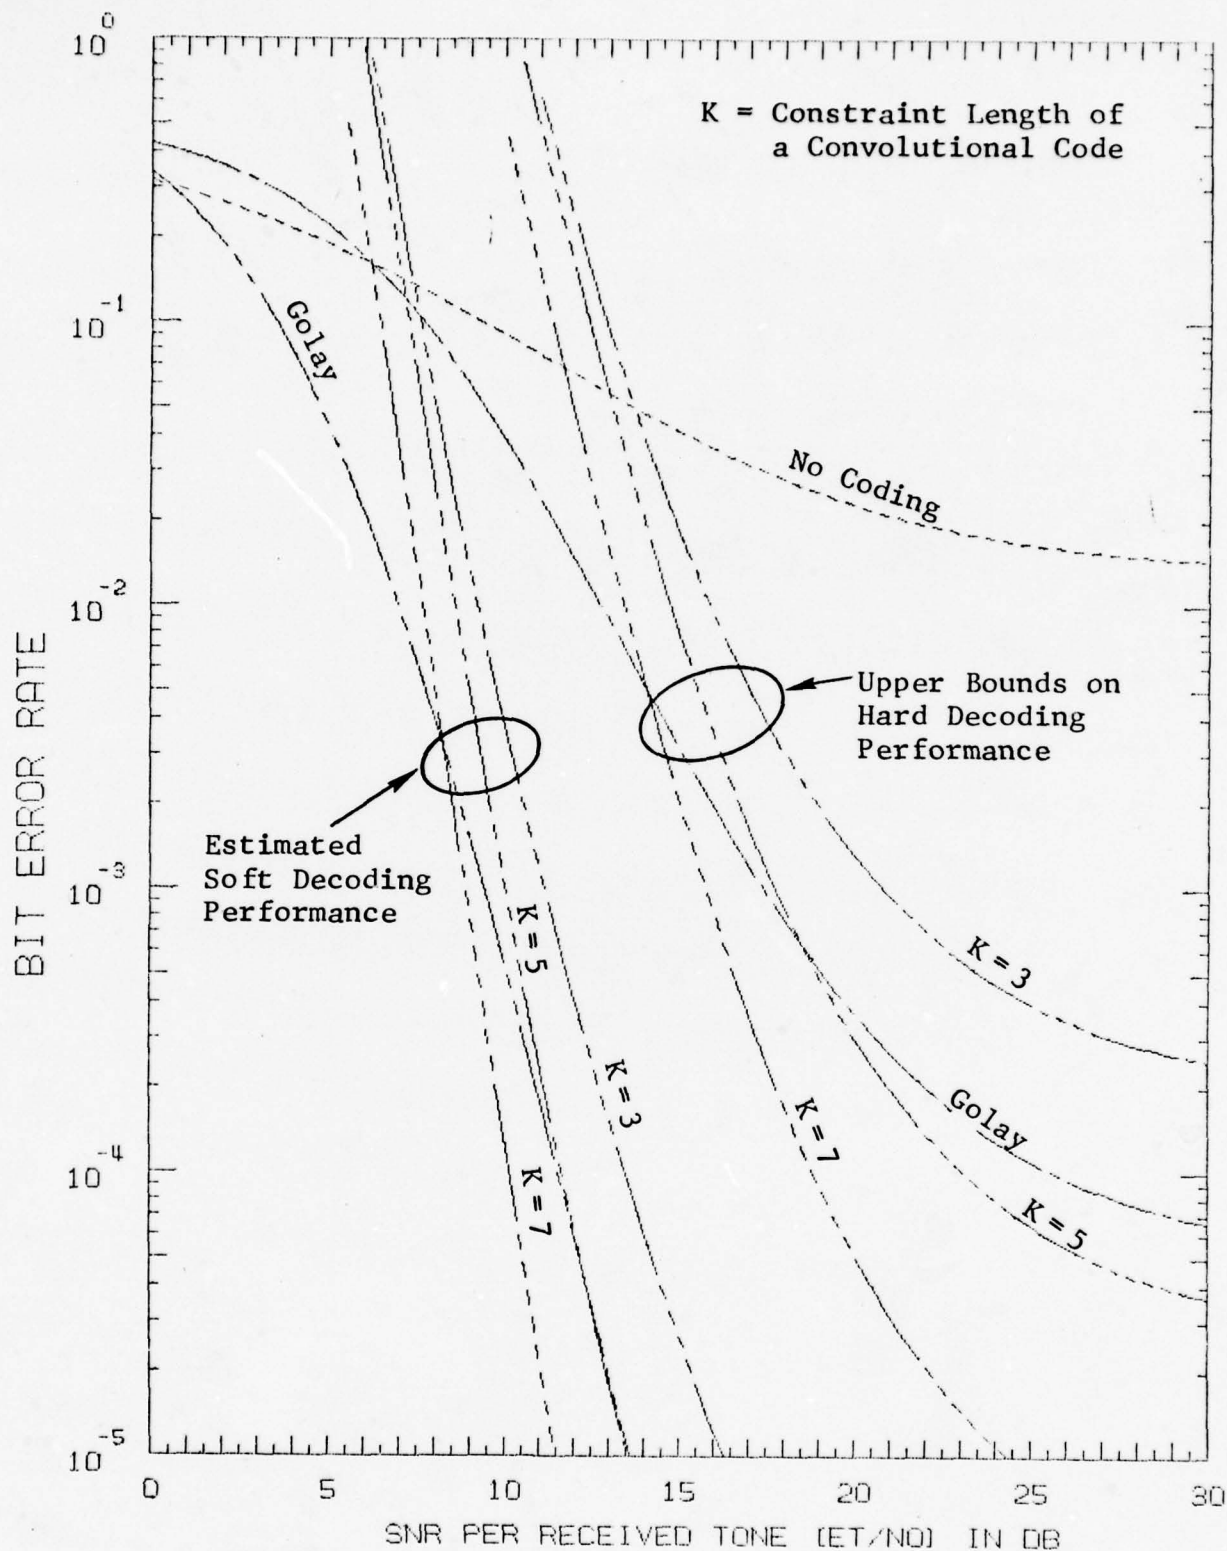 10^0
K = Constraint Length of
a Convolutional Code
10^-1
Golay
No Coding
10^-2
Upper Bounds on
Hard Decoding
Performance
BIT ERROR RATE
Estimated
Soft Decoding
Performance
10^-3
K = 5
K = 3
K = 3
Golay
K = 7
10^-4
K = 7
K = 5
10^-5
0 5 10 15 20 25 30
SNR PER RECEIVED TONE (ET/NO) IN DB